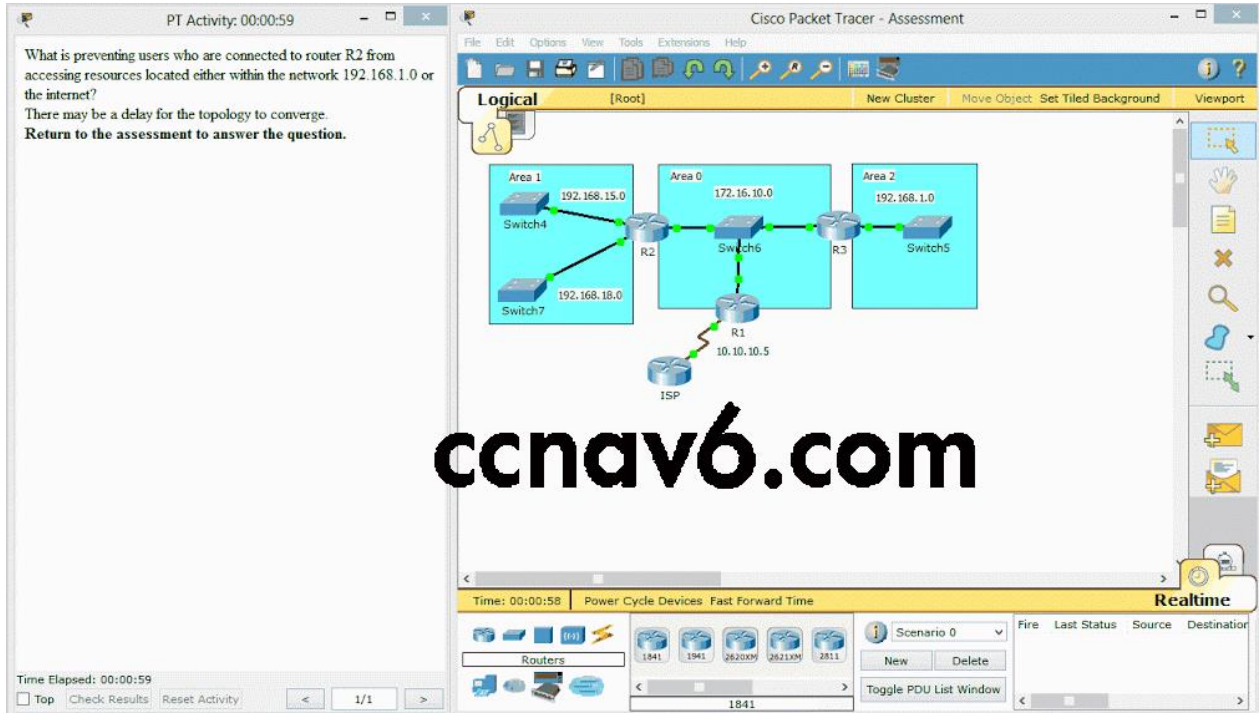 PT Activity: 00:00:59
What is preventing users who are connected to router R2 from
accessing resources located either within the network 192.168.1.0 or
the internet?
There may be a delay for the topology to converge.
Return to the assessment to answer the question.
Time Elapsed: 00:00:59
Top Check Results Reset Activity < 1/1 >
Cisco Packet Tracer - Assessment
File Edit Options View Tools Extensions Help
Logical [Root] New Cluster Move Object Set Tiled Background Viewport
Area 1
192.168.15.0
Switch4
R2
192.168.18.0
Switch7
Area 0
172.16.10.0
Switch6
R3
R1
10.10.10.5
ISP
Area 2
192.168.1.0
Switch5
ccnav6.com
Time: 00:00:58 Power Cycle Devices Fast Forward Time Realtime
Routers
1841 1941 2620XM 2621XM 2811
1841
Scenario 0
New Delete
Toggle PDU List Window
Fire Last Status Source Destination